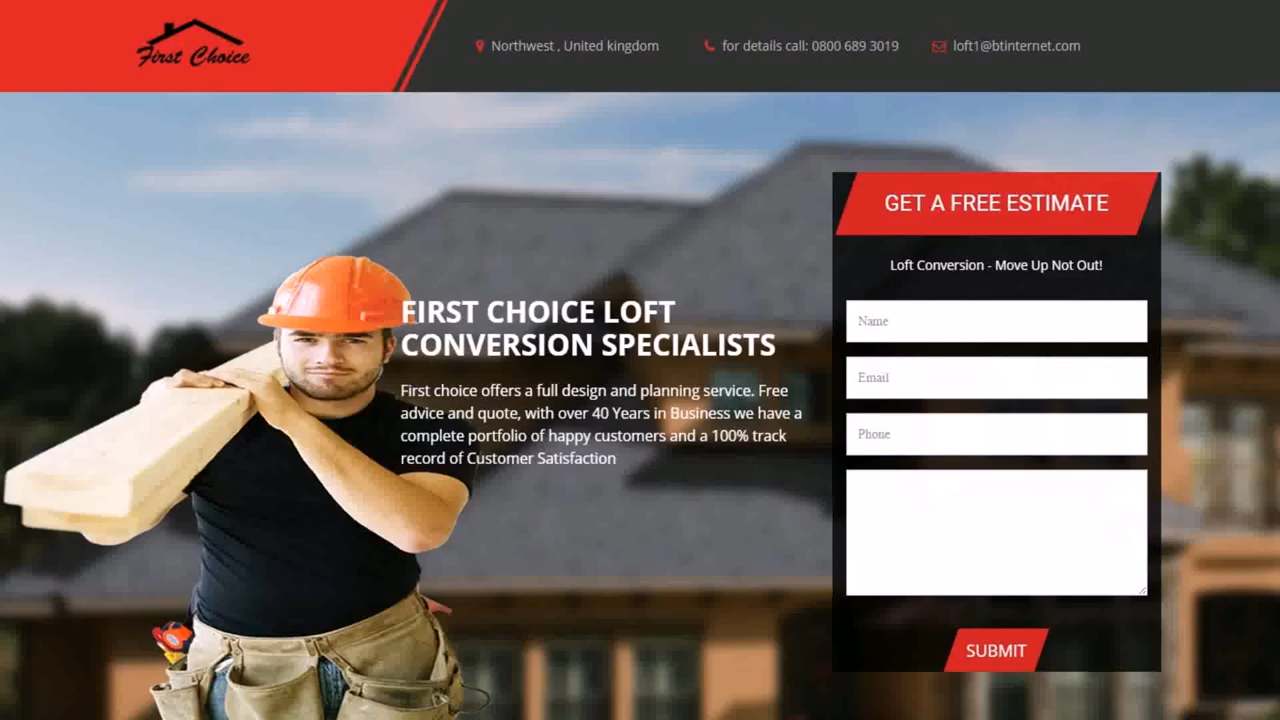 First Choice
Northwest , United kingdom
for details call: 0800 689 3019
loft1@btinternet.com
FIRST CHOICE LOFT
CONVERSION SPECIALISTS
First choice offers a full design and planning service. Free
advice and quote, with over 40 Years in Business we have a
complete portfolio of happy customers and a 100% track
record of Customer Satisfaction
GET A FREE ESTIMATE
Loft Conversion - Move Up Not Out!
Name
Email
Phone
SUBMIT